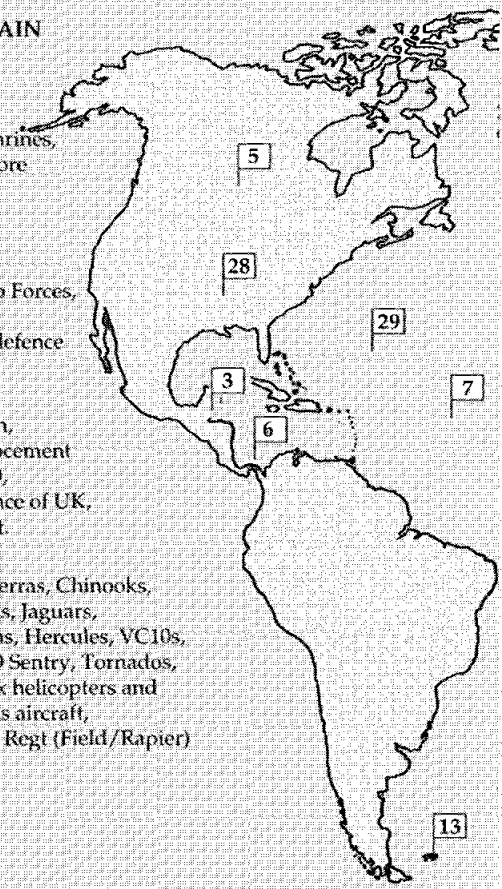 AIN
arines,
ore
Forces,
defence
ocement
nce of UK,
erras, Chinooks,
Jaguars,
Hercules, VC10s,
Sentry, Tornados,
helicopters and
aircraft,
Regt (Field/Rapier)
5
28
29
3
7
6
13